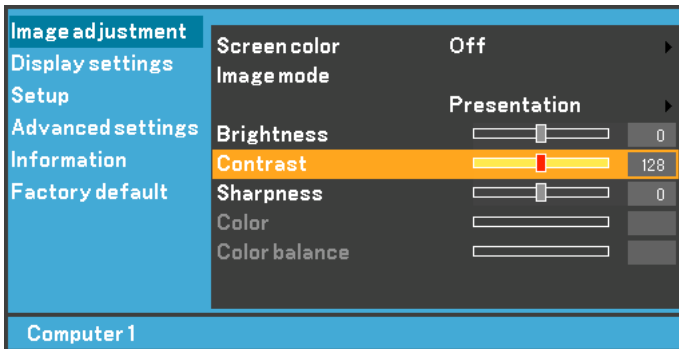 Image adjustment
Display settings
Setup
Advanced settings
Information
Factory default
Screen color Off
Image mode
Presentation
Brightness 0
Contrast 128
Sharpness 0
Color
Color balance
Computer 1